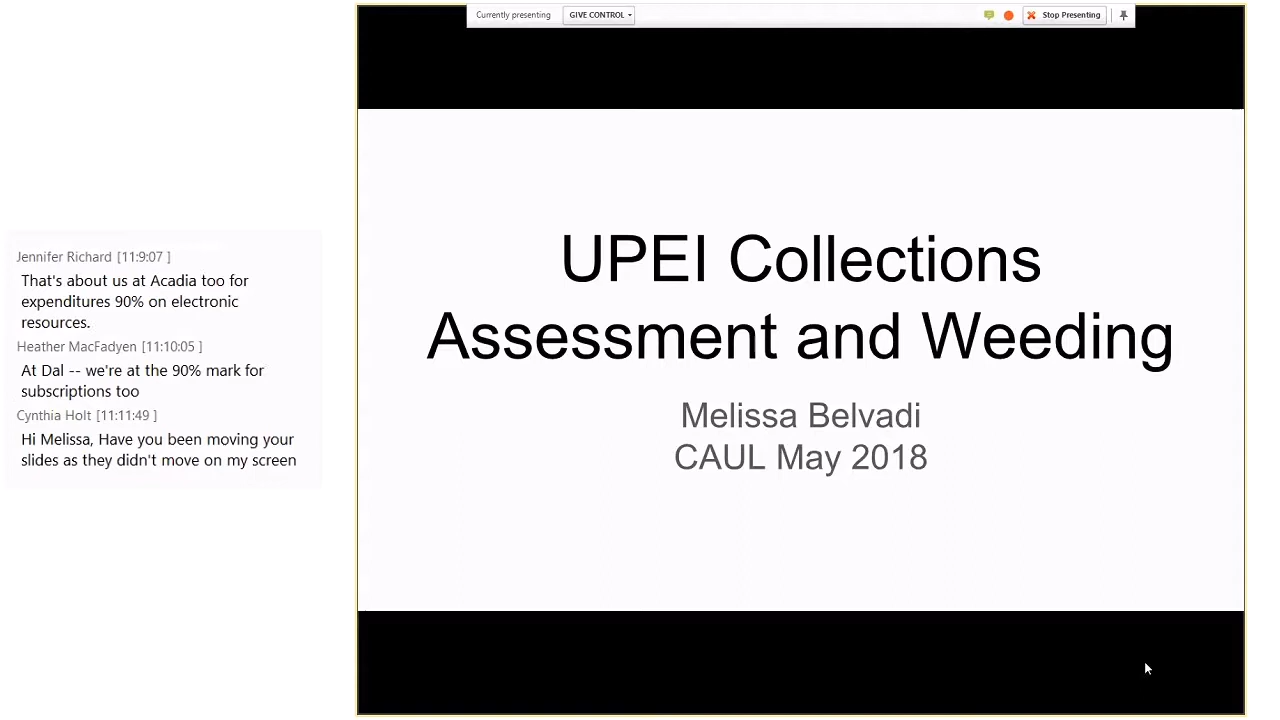 Currently presenting GIVE CONTROL Stop Presenting
Jennifer Richard [11:9:07 ]
That's about us at Acadia too for
expenditures 90% on electronic
resources.
Heather MacFadyen [11:10:05 ]
At Dal -- we're at the 90% mark for
subscriptions too
Cynthia Holt [11:11:49 ]
Hi Melissa, Have you been moving your
slides as they didn't move on my screen
UPEI Collections
Assessment and Weeding
Melissa Belvadi
CAUL May 2018